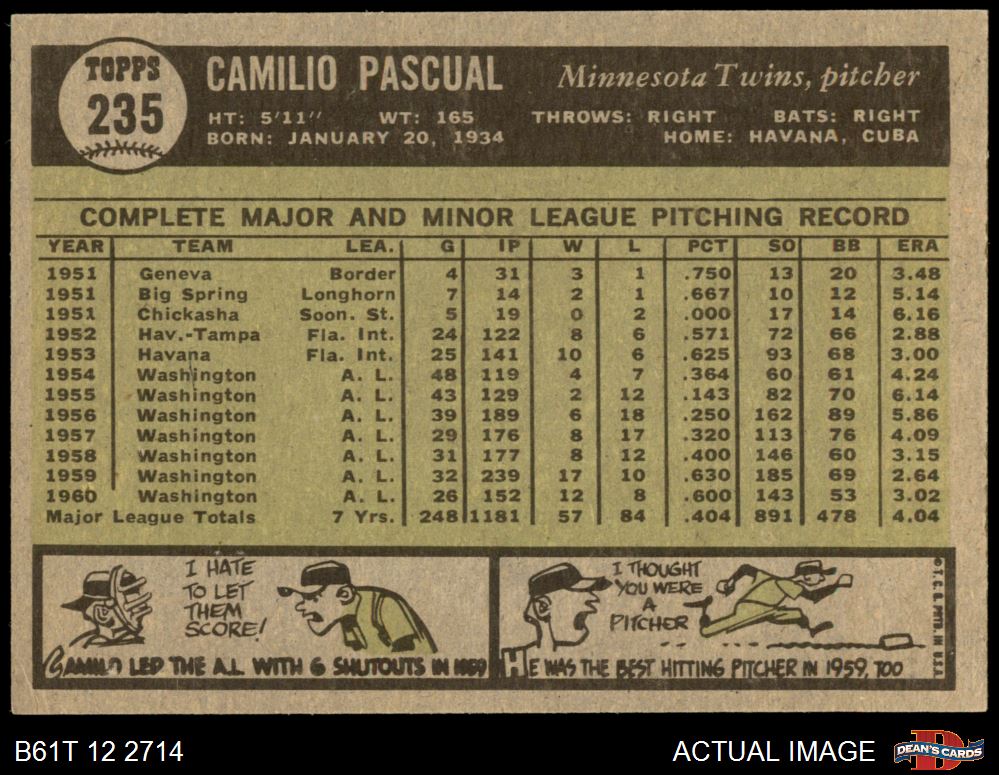 TOPPS
235
CAMILIO PASCUAL
Minnesota Twins, pitcher
HT: 5'11" WT: 165 THROWS: RIGHT BATS: RIGHT
BORN: JANUARY 20, 1934 HOME: HAVANA, CUBA
COMPLETE MAJOR AND MINOR LEAGUE PITCHING RECORD
YEAR TEAM LEA. G IP W L PCT SO BB ERA
1951 Geneva Border 4 31 3 1 .750 13 20 3.48
1951 Big Spring Longhorn 7 14 2 1 .667 10 12 5.14
1951 Chickasha Soon. St. 5 19 0 2 .000 17 14 6.16
1952 Hav.-Tampa Fla. Int. 24 122 8 6 .571 72 66 2.88
1953 Havana Fla. Int. 25 141 10 6 .625 93 68 3.00
1954 Washington A. L. 48 119 4 7 .364 60 61 4.24
1955 Washington A. L. 43 129 2 12 .143 82 70 6.14
1956 Washington A. L. 39 189 6 18 .250 162 89 5.86
1957 Washington A. L. 29 176 8 17 .320 113 76 4.09
1958 Washington A. L. 31 177 8 12 .400 146 60 3.15
1959 Washington A. L. 32 239 17 10 .630 185 69 2.64
1960 Washington A. L. 26 152 12 8 .600 143 53 3.02
Major League Totals 7 Yrs. 248 1181 57 84 .404 891 478 4.04
I HATE
TO LET
THEM
SCORE!
CAMILO LED THE A.L. WITH 6 SHUTOUTS IN 1959
I THOUGHT
YOU WERE
A
PITCHER
HE WAS THE BEST HITTING PITCHER IN 1959, TOO
© T. C. G. PRTD. IN U.S.A.
B61T 12 2714
ACTUAL IMAGE
DEAN'S CARDS